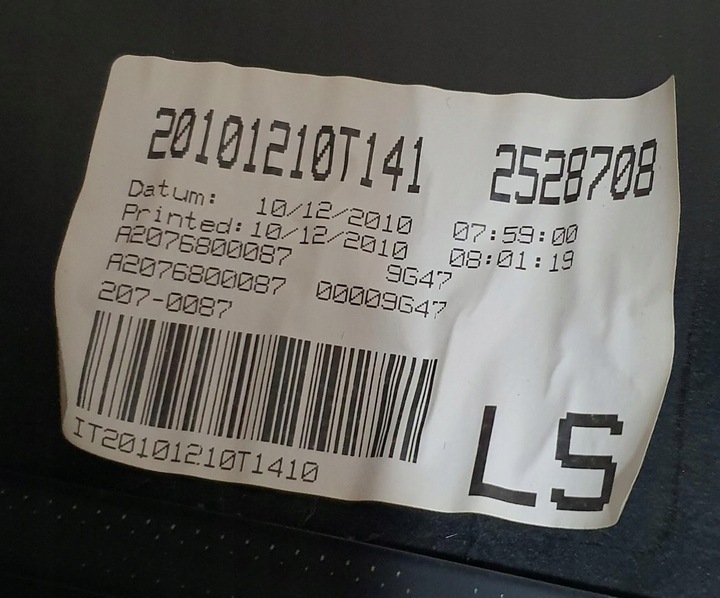 20101210T141 2528708
Datum: 10/12/2010 07:59:00
Printed: 10/12/2010 08:01:19
A2076800087 9G47
A2076800087 00009G47
207-0087
IT20101210T1410
LS